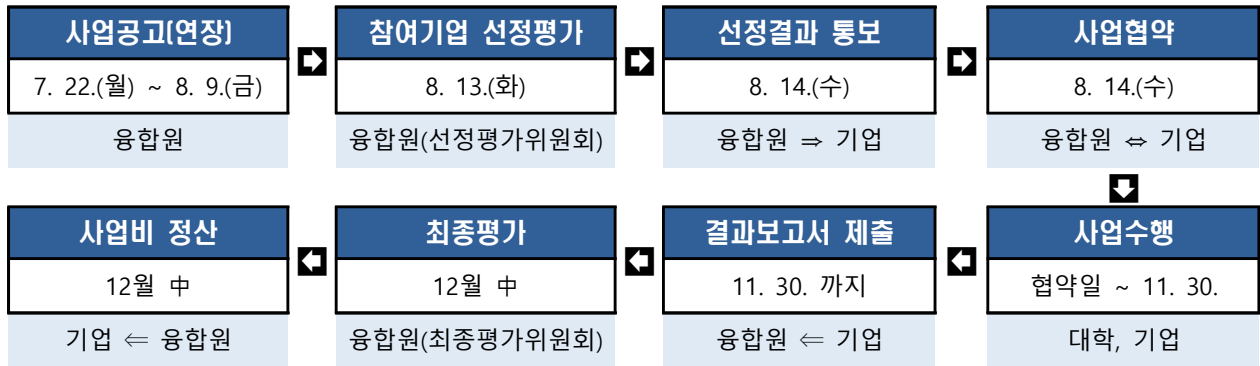 사업공고(연장)
7. 22.(월) ~ 8. 9.(금)
융합원
참여기업 선정평가
8. 13.(화)
융합원(선정평가위원회)
선정결과 통보
8. 14.(수)
융합원 ⇒ 기업
사업협약
8. 14.(수)
융합원 ⇔ 기업
사업수행
협약일 ~ 11. 30.
대학, 기업
결과보고서 제출
11. 30. 까지
융합원 ⇐ 기업
최종평가
12월 中
융합원(최종평가위원회)
사업비 정산
12월 中
기업 ⇐ 융합원